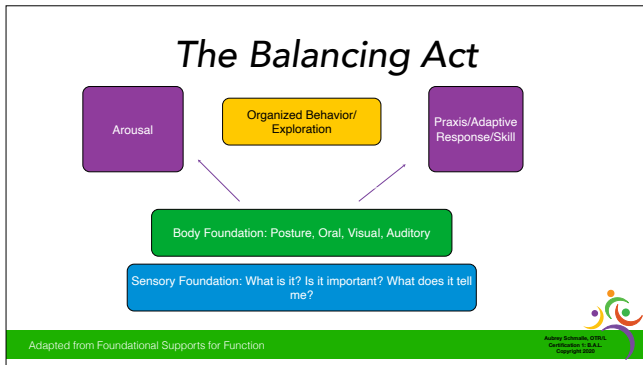 The Balancing Act
Arousal
Organized Behavior/
Exploration
Praxis/Adaptive
Response/Skill
Body Foundation: Posture, Oral, Visual, Auditory
Sensory Foundation: What is it? Is it important? What does it tell
me?
Adapted from Foundational Supports for Function
Aubrey Schmalle, OTR/L
Certification 1: B.A.L.
Copyright 2020